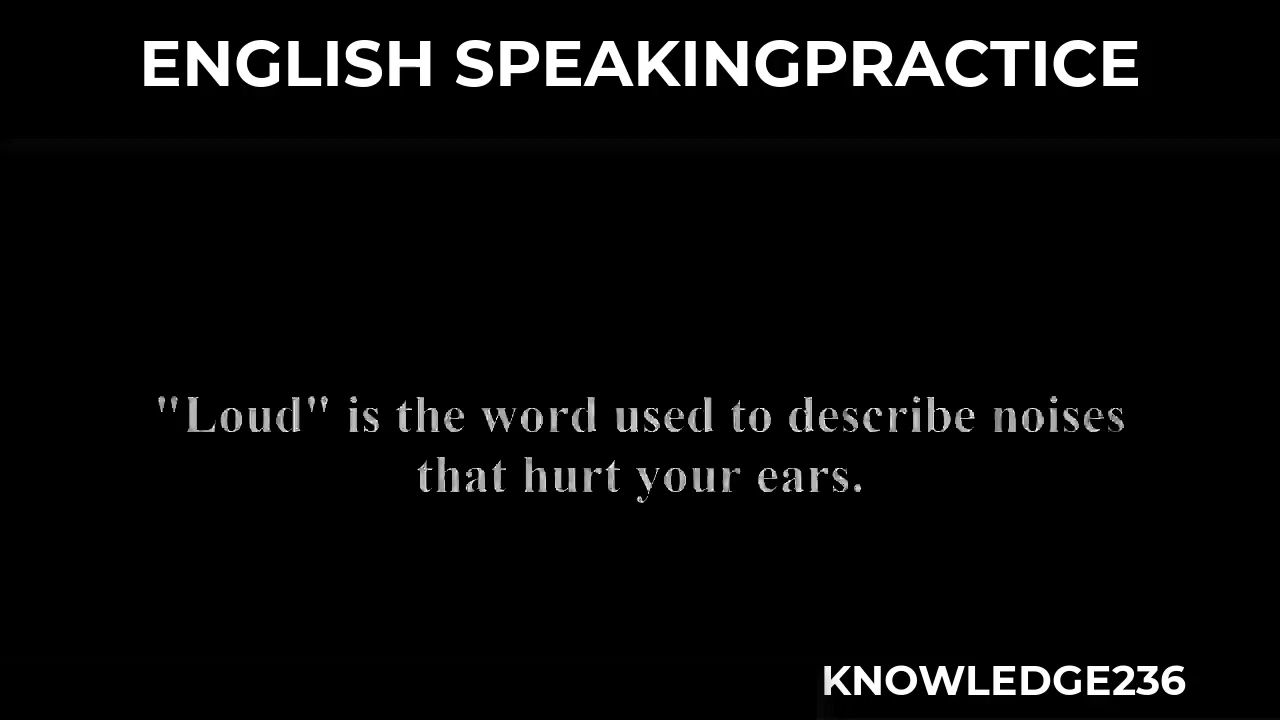 ENGLISH SPEAKINGPRACTICE
"Loud" is the word used to describe noises
that hurt your ears.
KNOWLEDGE236